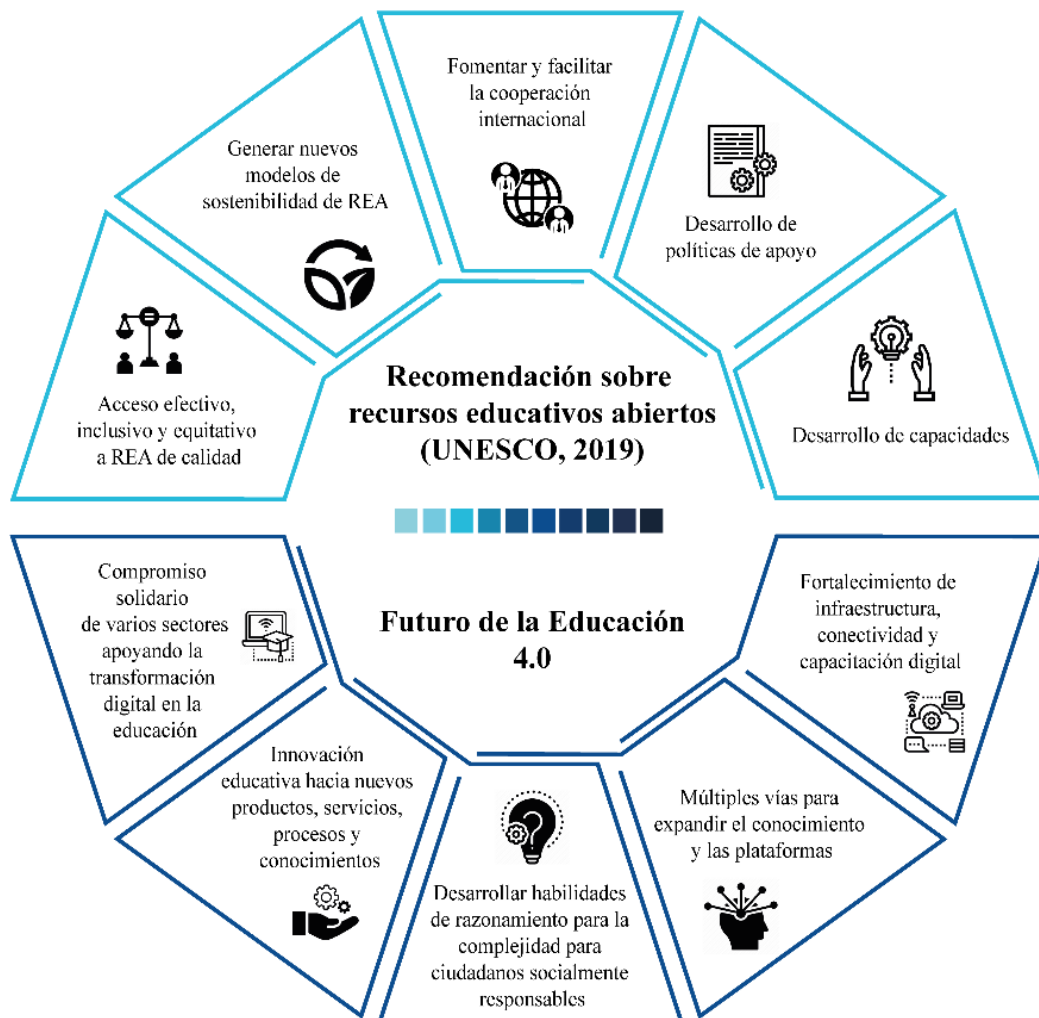 Fomentar y facilitar
la cooperación
internacional
Generar nuevos
modelos de
sostenibilidad de REA
Desarrollo de
políticas de apoyo
Acceso efectivo,
inclusivo y equitativo
a REA de calidad
Desarrollo de capacidades
Recomendación sobre
recursos educativos abiertos
(UNESCO, 2019)
Futuro de la Educación
4.0
Compromiso
solidario
de varios sectores
apoyando la
transformación
digital en la
educación
Fortalecimiento de
infraestructura,
conectividad y
capacitación digital
Innovación
educativa hacia nuevos
productos, servicios,
procesos y
conocimientos
Múltiples vías para
expandir el conocimiento
y las plataformas
Desarrollar habilidades
de razonamiento para la
complejidad para
ciudadanos socialmente
responsables